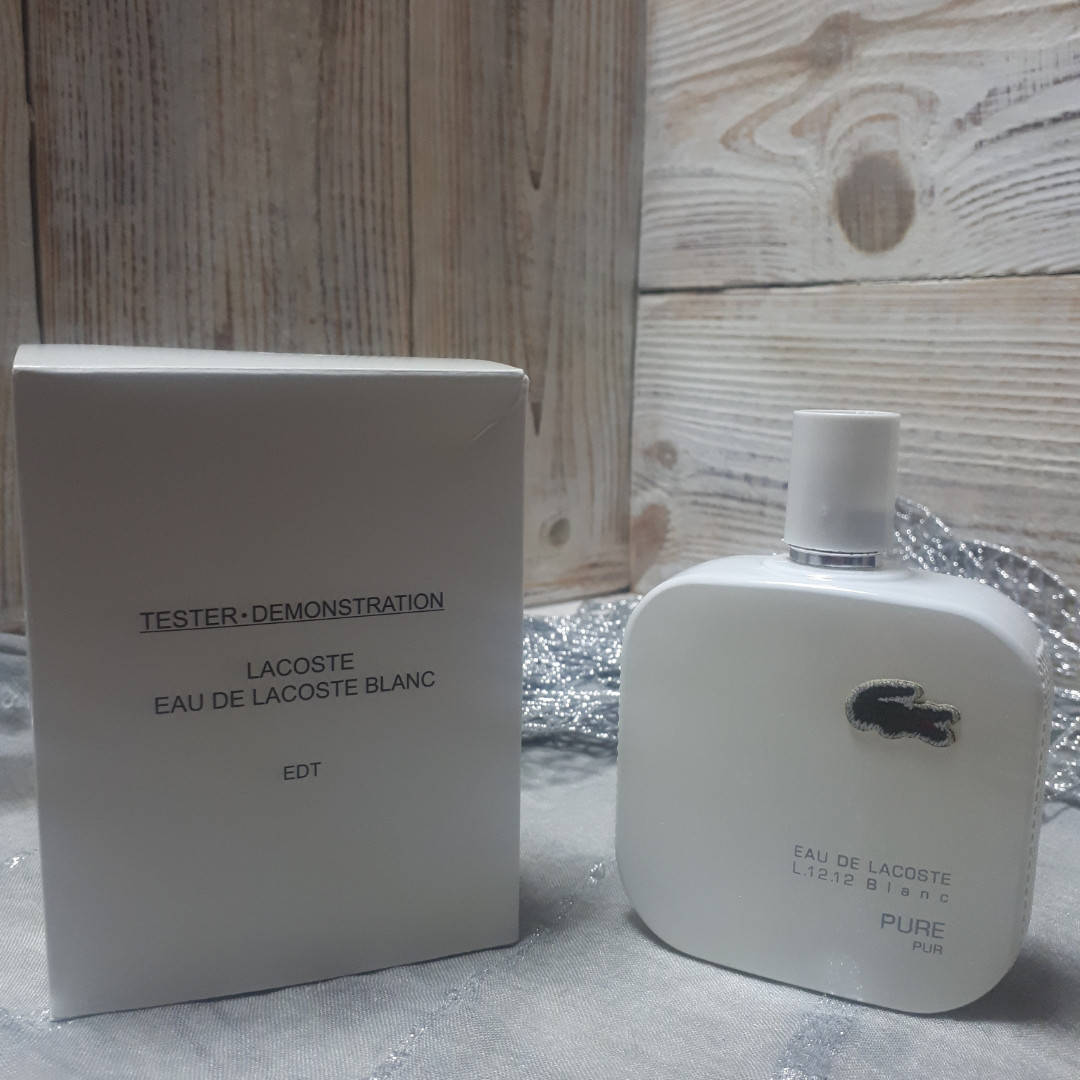 TESTER•DEMONSTRATION
LACOSTE
EAU DE LACOSTE BLANC
EDT
EAU DE LACOSTE
L.12.12 Blanc
PURE
PUR